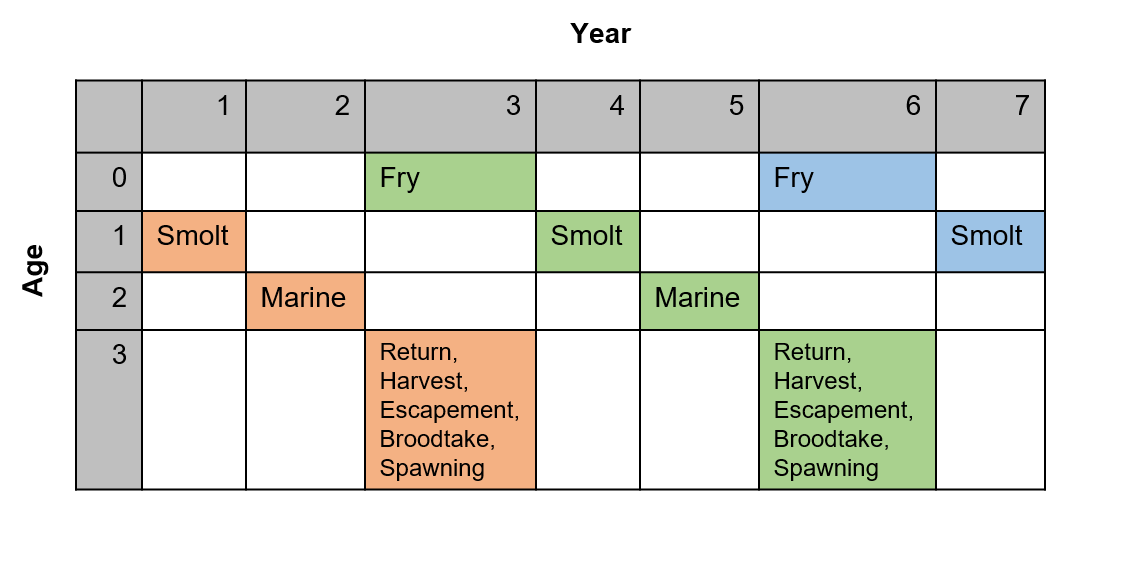 Year
1 2 3 4 5 6 7
Age
0 Fry Fry
1 Smolt Smolt Smolt
2 Marine Marine
3 Return, Return,
Harvest, Harvest,
Escapement, Escapement,
Broodtake, Broodtake,
Spawning Spawning